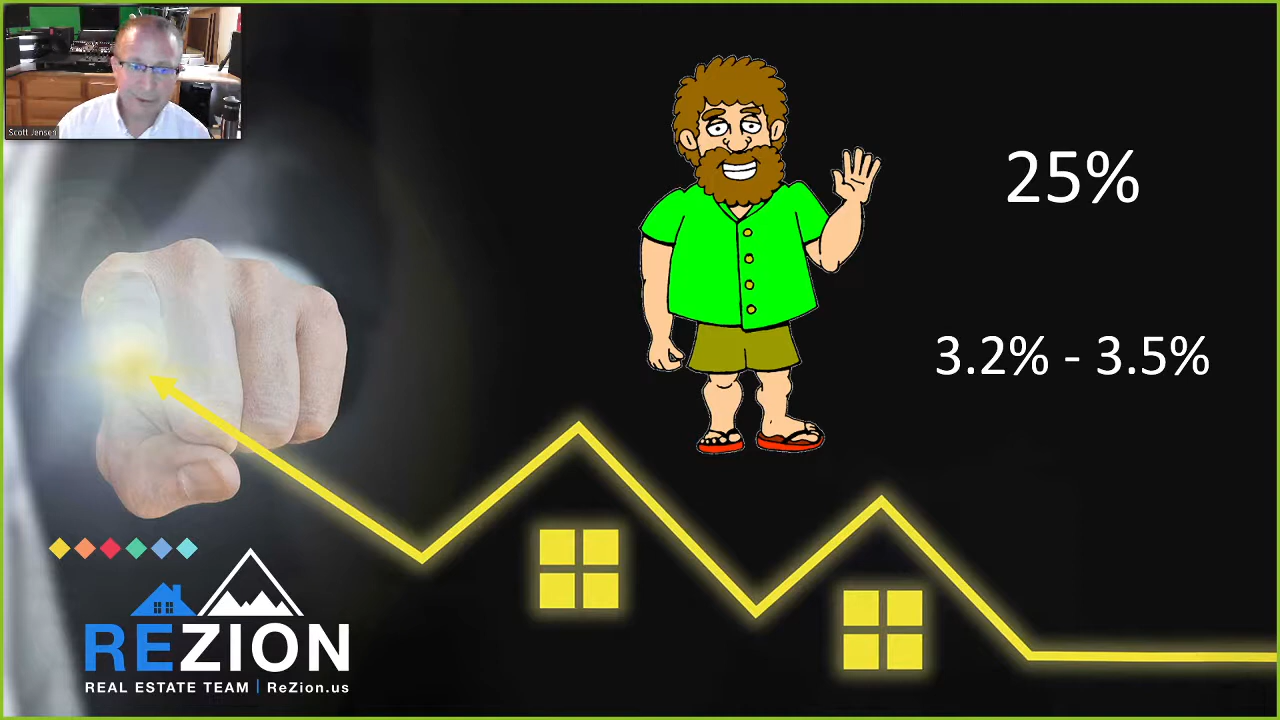 Scott Jensen
25%
3.2% - 3.5%
REZION
REAL ESTATE TEAM | ReZion.us